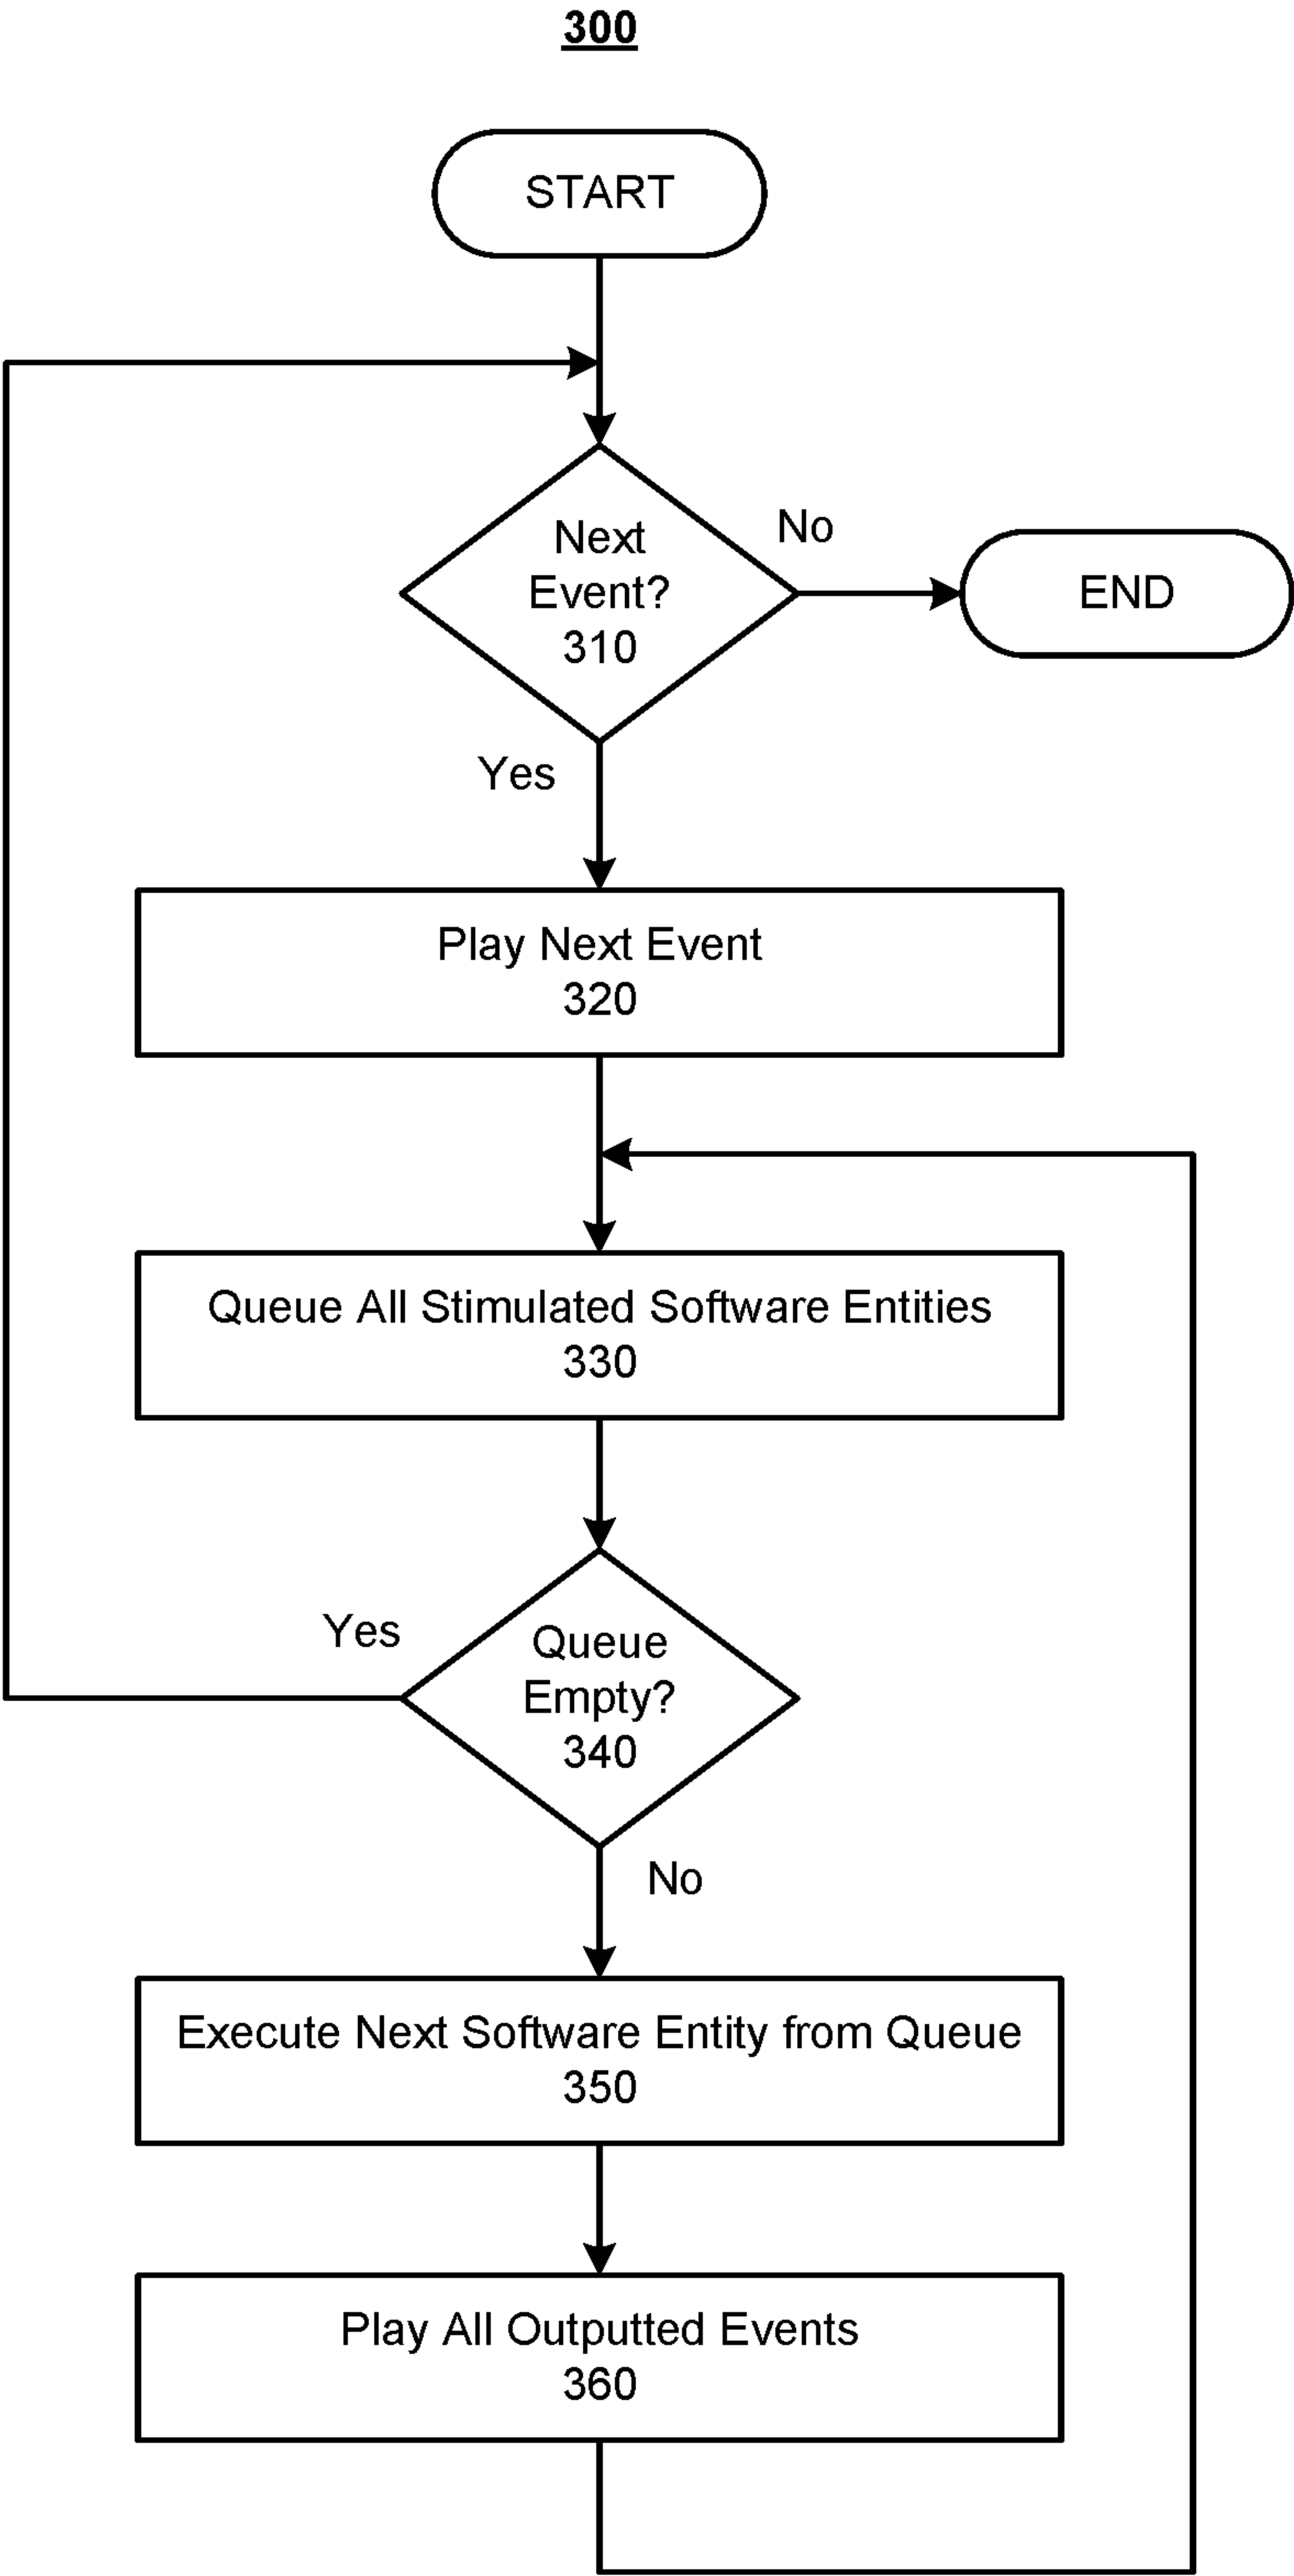 300
START
Next
Event?
310
No
END
Yes
Play Next Event
320
Queue All Stimulated Software Entities
330
Yes
Queue
Empty?
340
No
Execute Next Software Entity from Queue
350
Play All Outputted Events
360